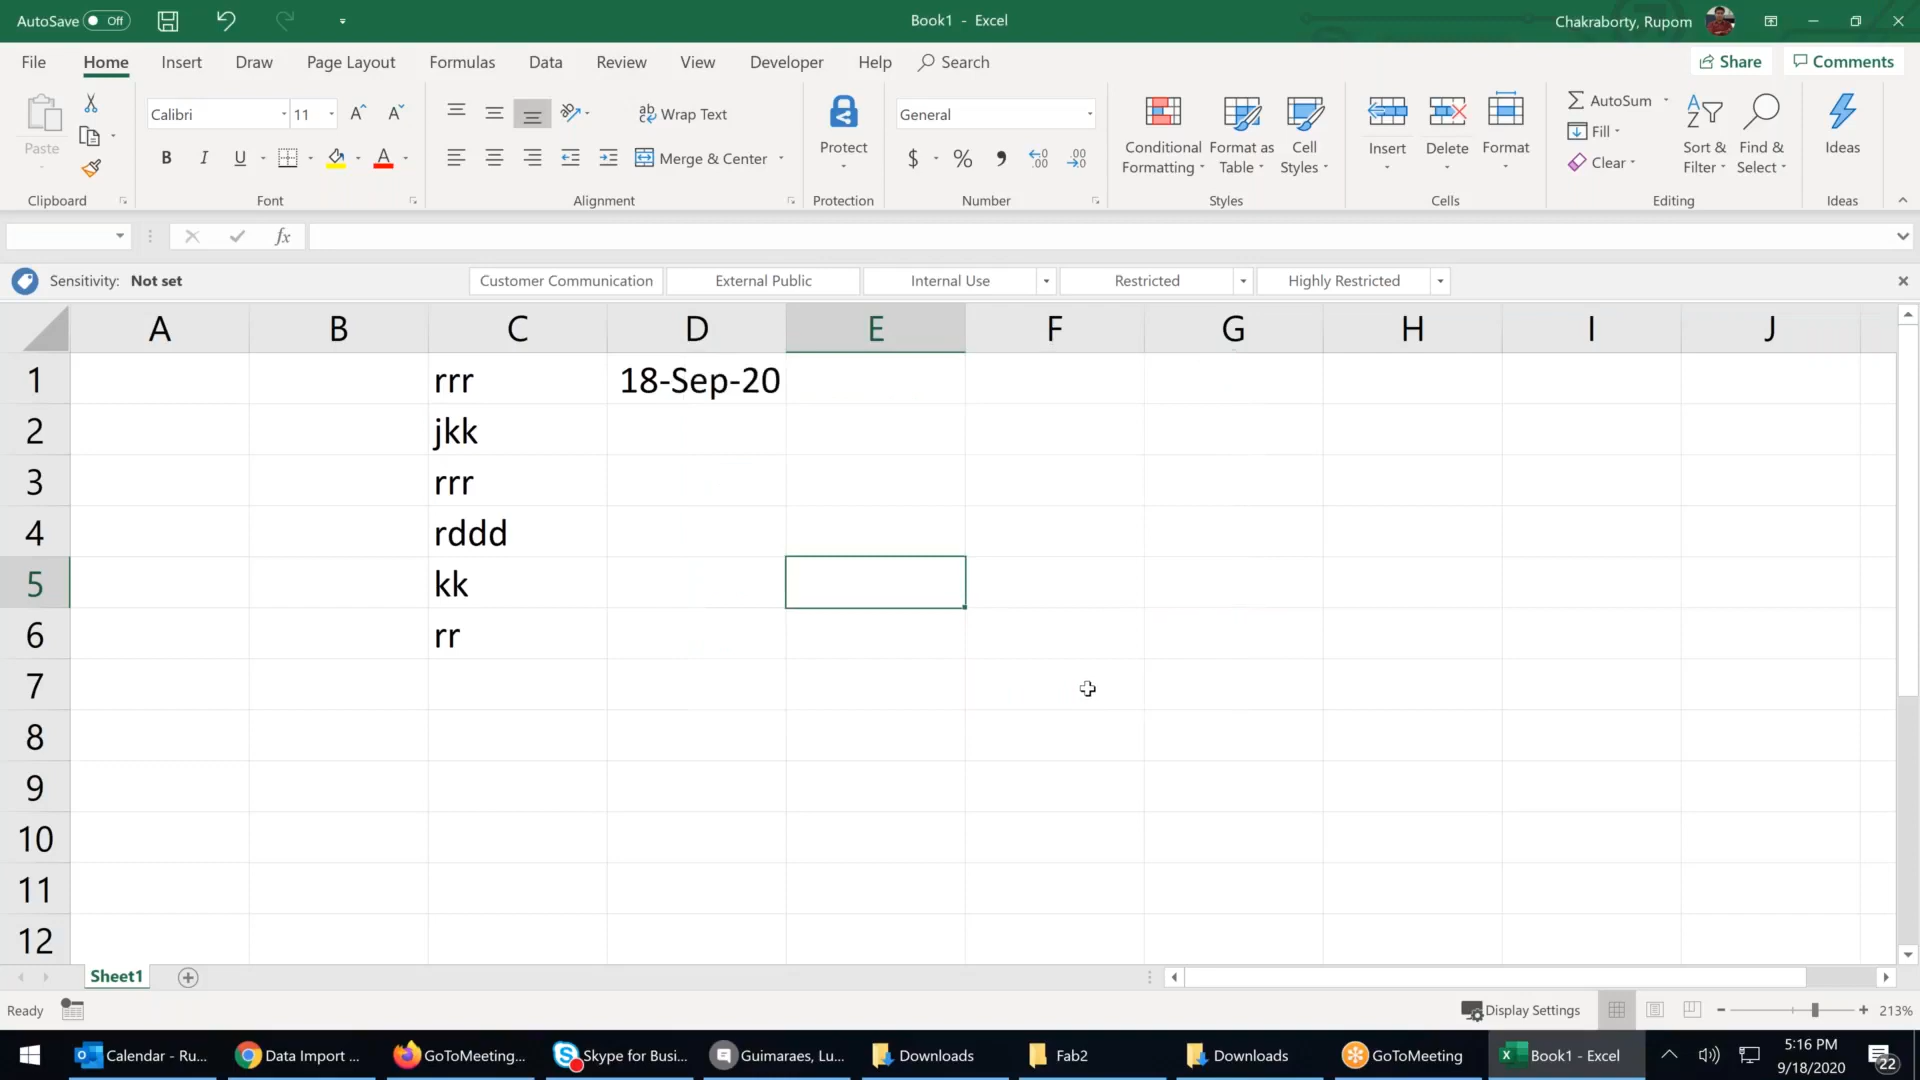 AutoSave Off Book1 - Excel Chakraborty, Rupom
File Home Insert Draw Page Layout Formulas Data Review View Developer Help Search Share Comments
Paste
Clipboard
Calibri 11
B I U A
Font
ab Wrap Text
Merge & Center
Alignment
Protect
Protection
General
$ % 9 .00 .00
Number
Conditional Formatting
Format as Table
Cell Styles
Styles
Insert Delete Format
Cells
AutoSum
Fill
Clear
Sort & Filter
Find & Select
Editing
Ideas
Ideas
fx
Sensitivity: Not set Customer Communication External Public Internal Use Restricted Highly Restricted
A B C D E F G H I J
1 rrr 18-Sep-20
2 jkk
3 rrr
4 rddd
5 kk
6 rr
7
8
9
10
11
12
Sheet1
Ready Display Settings 213%
Calendar - Ru... Data Import ... GoToMeeting... Skype for Busi... Guimaraes, Lu... Downloads Fab2 Downloads GoToMeeting Book1 - Excel 5:16 PM
9/18/2020 22